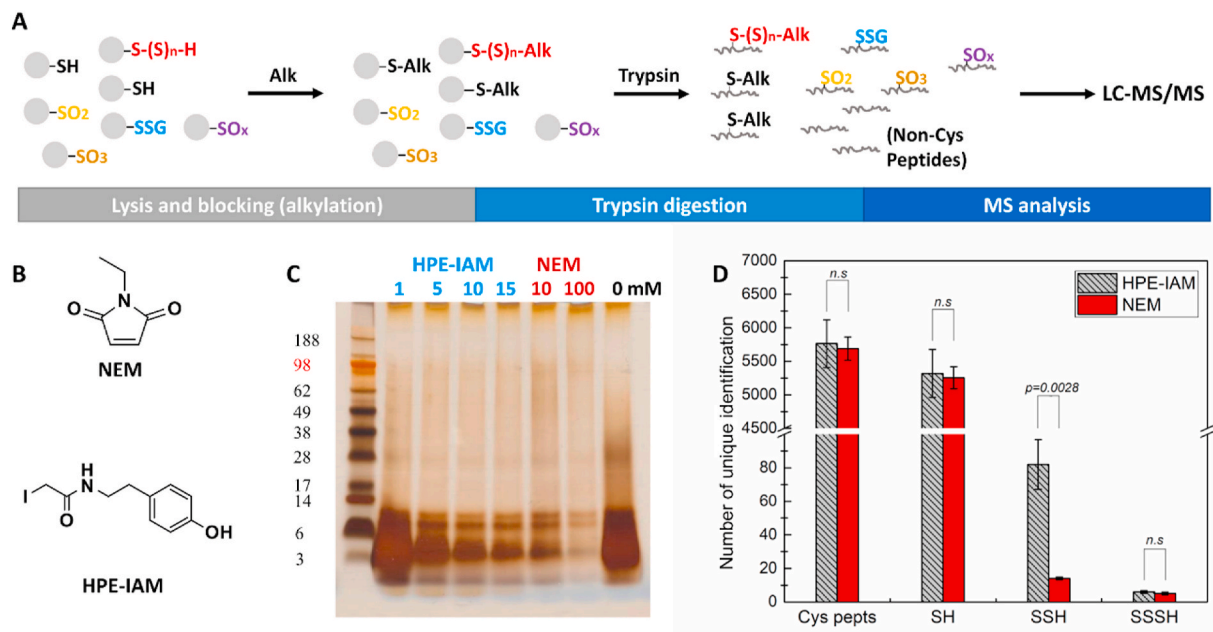 A
S-(S)n-H
SH
SH
SO2
SSG
SOx
SO3
Alk
S-Alk
S-(S)n-Alk
S-Alk
SO2
SSG
SOx
SO3
Trypsin
S-(S)n-Alk
SSG
SOx
S-Alk
SO2
SO3
S-Alk
(Non-Cys
Peptides)
LC-MS/MS
Lysis and blocking (alkylation)
Trypsin digestion
MS analysis
B
N
O
O
NEM
I
O
H
N
OH
HPE-IAM
C
HPE-IAM NEM
1 5 10 15 10 100 0 mM
188
98
62
49
38
28
17
14
6
3
D
Number of unique identification
7000
6500
6000
5500
5000
4500
80
60
40
20
0
HPE-IAM
NEM
n.s
n.s
p=0.0028
n.s
Cys pepts SH SSH SSSH